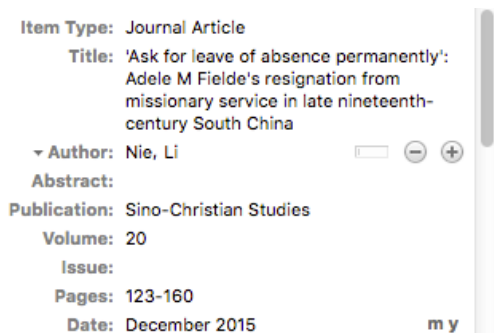 Item Type: Journal Article
Title: 'Ask for leave of absence permanently':
Adele M Fielde's resignation from
missionary service in late nineteenth-
century South China
Author: Nie, Li
Abstract:
Publication: Sino-Christian Studies
Volume: 20
Issue:
Pages: 123-160
Date: December 2015 m y